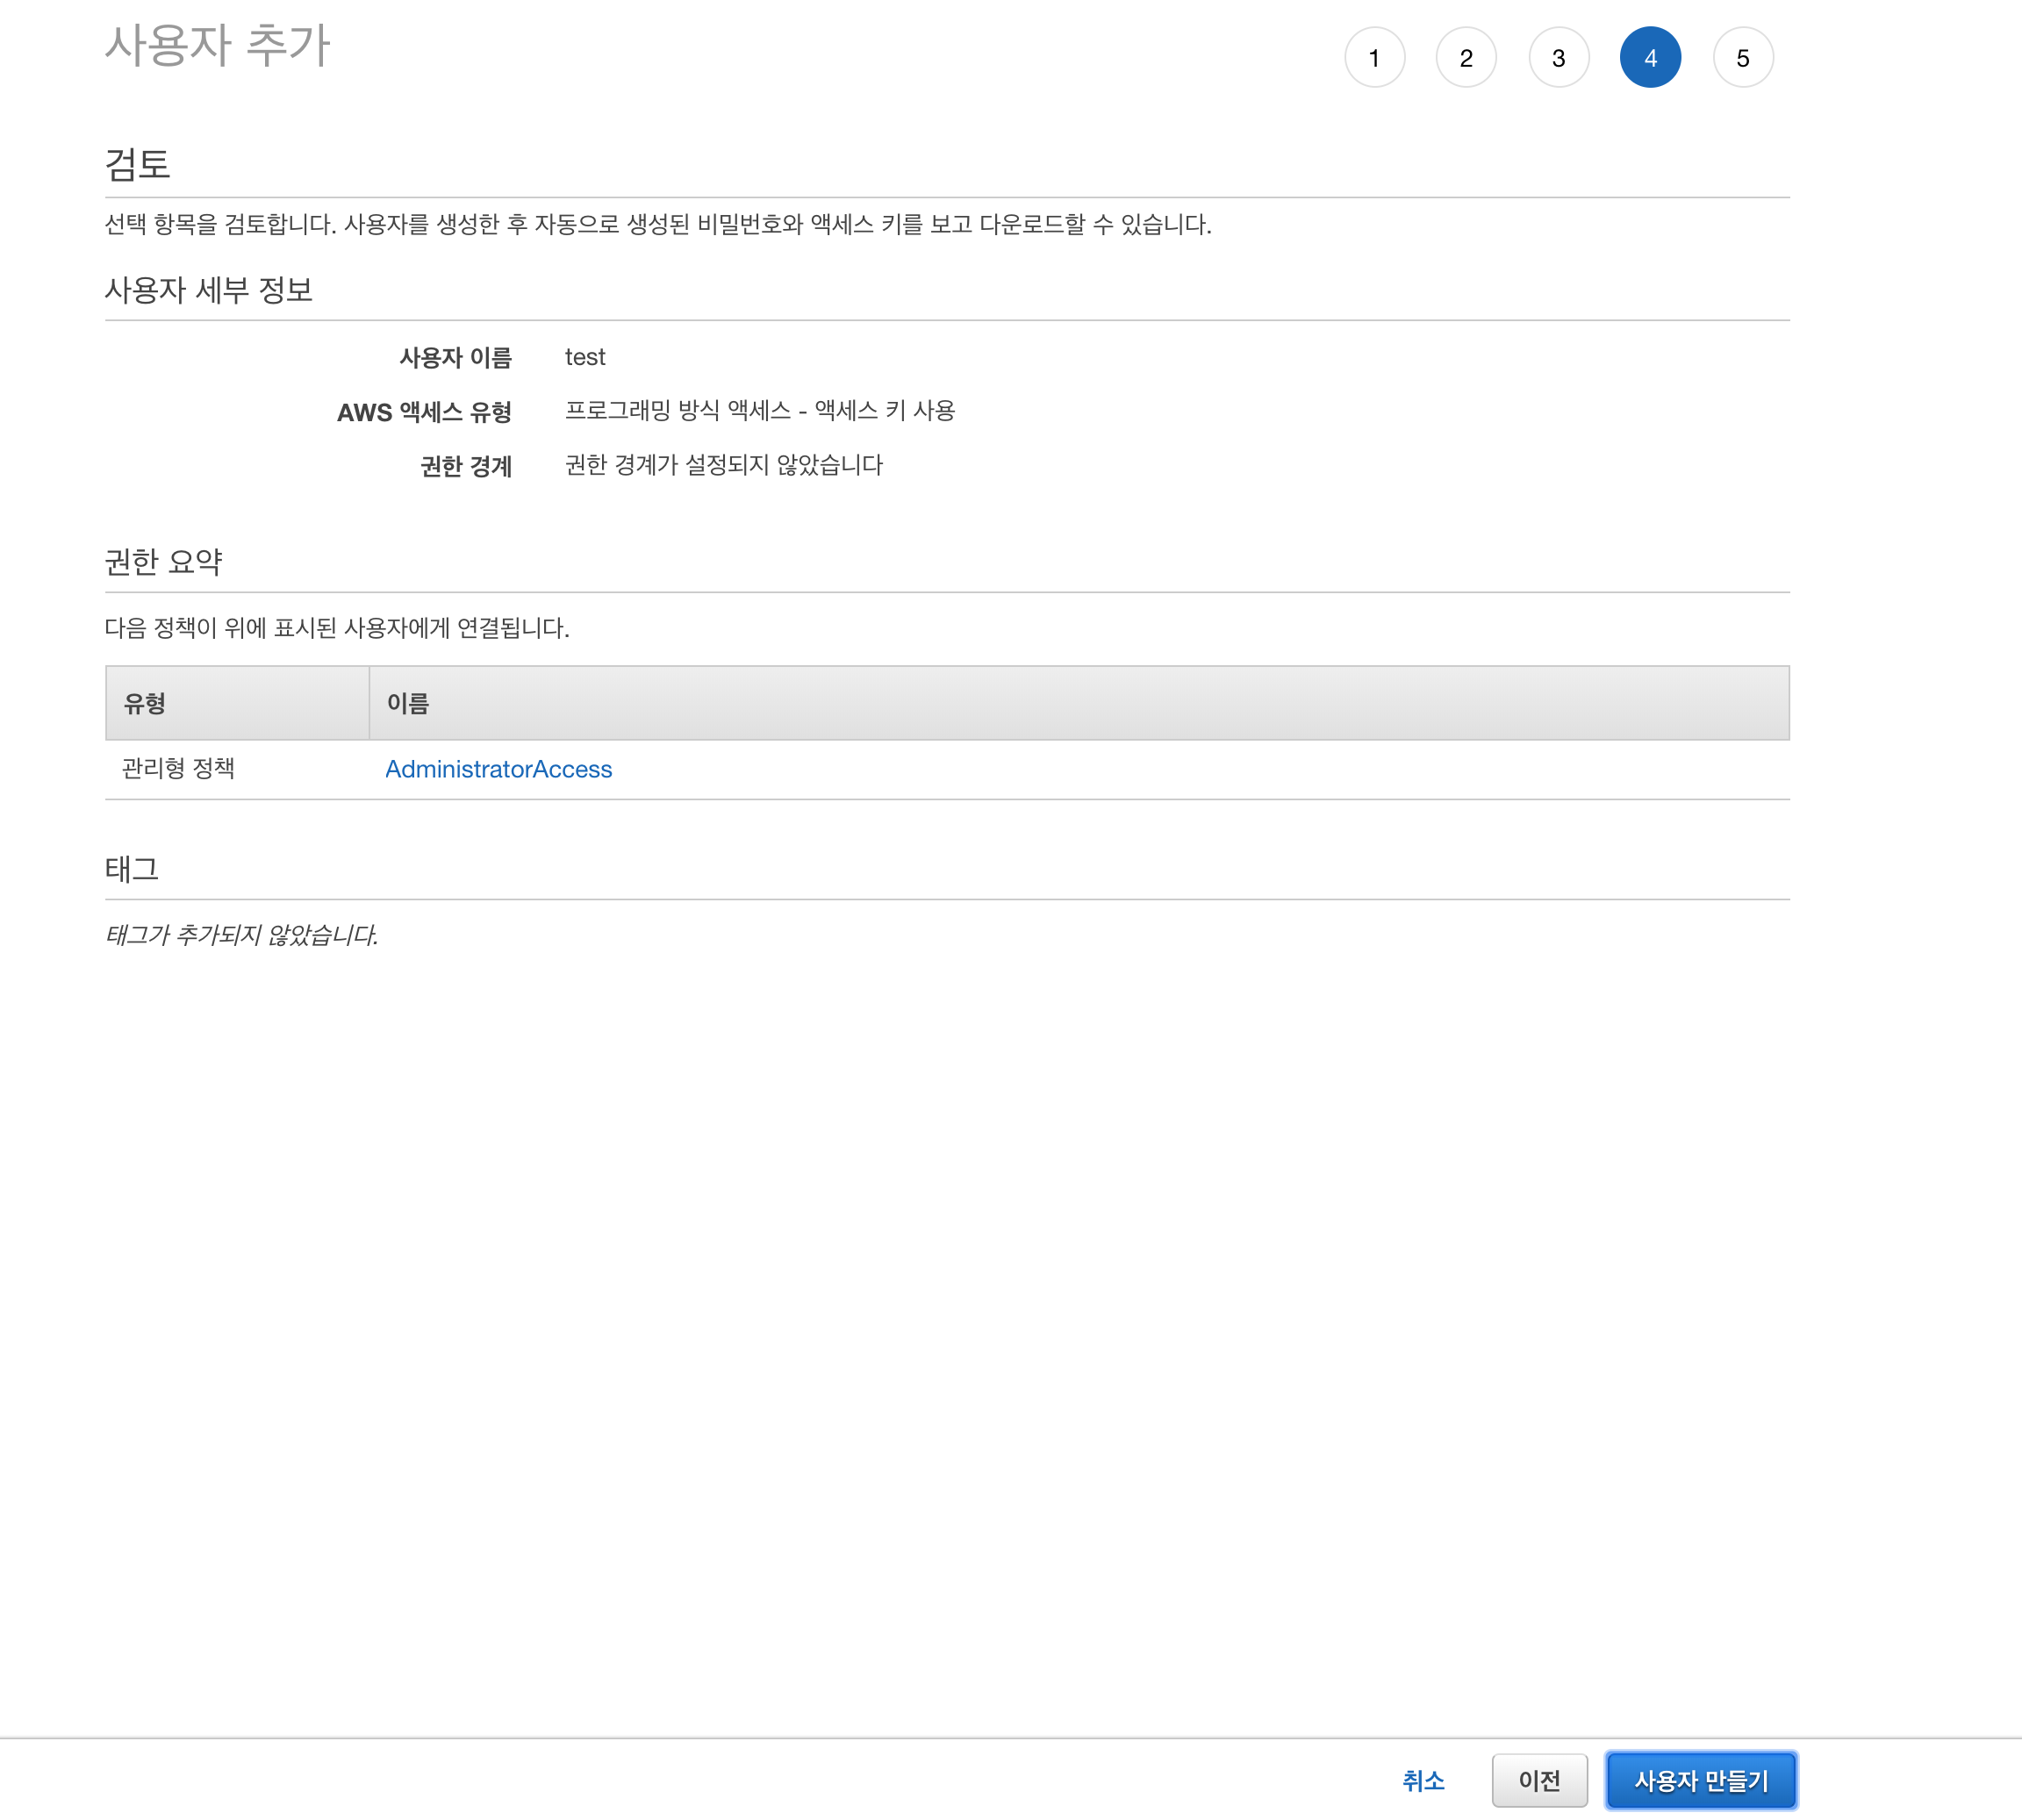 사용자 추가
1 2 3 4 5
검토
선택 항목을 검토합니다. 사용자를 생성한 후 자동으로 생성된 비밀번호와 액세스 키를 보고 다운로드할 수 있습니다.
사용자 세부 정보
사용자 이름 test
AWS 액세스 유형 프로그래밍 방식 액세스 - 액세스 키 사용
권한 경계 권한 경계가 설정되지 않았습니다
권한 요약
다음 정책이 위에 표시된 사용자에게 연결됩니다.
유형 이름
관리형 정책 AdministratorAccess
태그
태그가 추가되지 않았습니다.
취소 이전 사용자 만들기